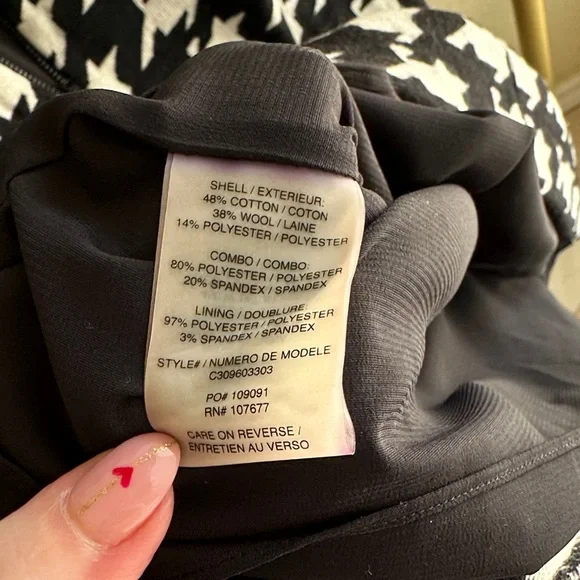 SHELL / EXTERIEUR:
48% COTTON / COTON
38% WOOL / LAINE
14% POLYESTER / POLYESTER
COMBO / COMBO:
80% POLYESTER / POLYESTER
20% SPANDEX / SPANDEX
LINING / DOUBLURE
97% POLYESTER / POLYESTER
3% SPANDEX / SPANDEX
STYLE# / NUMERO DE MODELE
C309603303
PO# 109091
RN# 107677
CARE ON REVERSE /
ENTRETIEN AU VERSO